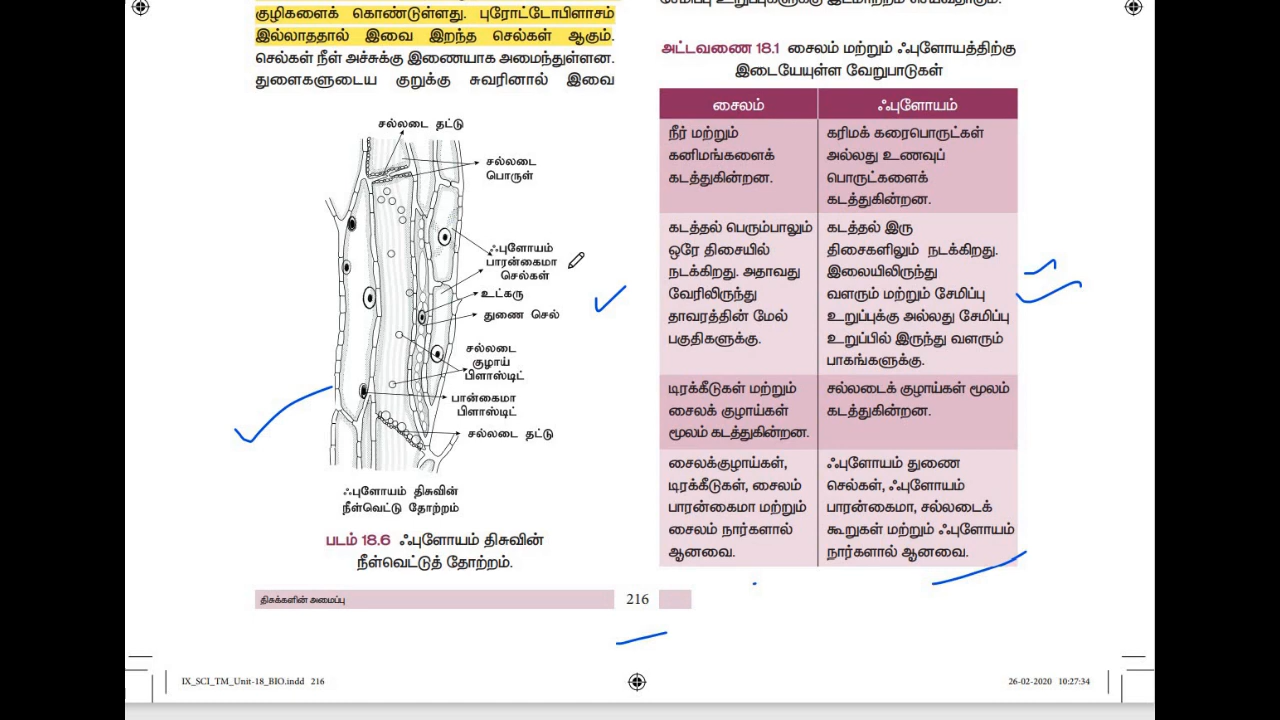 குழிகளைக் கொண்டுள்ளது. புரோட்டோபிளாசம்
இல்லாததால் இவை இறந்த செல்கள் ஆகும்.
செல்கள் நீள் அச்சுக்கு இணையாக அமைந்துள்ளன.
துளைகளுடைய குறுக்கு சுவரினால் இவை
சல்லடை தட்டு
சல்லடை
பொருள்
ஃபுளோயம்
பாரன்கைமா
செல்கள்
உட்கரு
துணை செல்
சல்லடை
குழாய்
பிளாஸ்டிட்
பான்கைமா
பிளாஸ்டிட்
சல்லடை தட்டு
ஃபுளோயம் திசுவின்
நீள்வெட்டு தோற்றம்
படம் 18.6 ஃபுளோயம் திசுவின்
நீள்வெட்டுத் தோற்றம்.
சேமிப்பு உறுப்புகளுக்கு இடமாற்றம் செய்வதாகும்.
அட்டவணை 18.1 சைலம் மற்றும் ஃபுளோயத்திற்கு
இடையேயுள்ள வேறுபாடுகள்
சைலம்
ஃபுளோயம்
நீர் மற்றும்
கனிமங்களைக்
கடத்துகின்றன.
கரிமக் கரைபொருட்கள்
அல்லது உணவுப்
பொருட்களைக்
கடத்துகின்றன.
கடத்தல் பெரும்பாலும்
ஒரே திசையில்
நடக்கிறது. அதாவது
வேரிலிருந்து
தாவரத்தின் மேல்
பகுதிகளுக்கு.
கடத்தல் இரு
திசைகளிலும் நடக்கிறது.
இலையிலிருந்து
வளரும் மற்றும் சேமிப்பு
உறுப்புக்கு அல்லது சேமிப்பு
உறுப்பில் இருந்து வளரும்
பாகங்களுக்கு.
டிரக்கீடுகள் மற்றும்
சைலக் குழாய்கள்
மூலம் கடத்துகின்றன.
சல்லடைக் குழாய்கள் மூலம்
கடத்துகின்றன.
சைலக்குழாய்கள்,
டிரக்கீடுகள், சைலம்
பாரன்கைமா மற்றும்
சைலம் நார்களால்
ஆனவை.
ஃபுளோயம் துணை
செல்கள், ஃபுளோயம்
பாரன்கைமா, சல்லடைக்
கூறுகள் மற்றும் ஃபுளோயம்
நார்களால் ஆனவை.
திசுக்களின் அமைப்பு
216
IX_SCI_TM_Unit-18_BIO.indd 216
26-02-2020 10:27:34